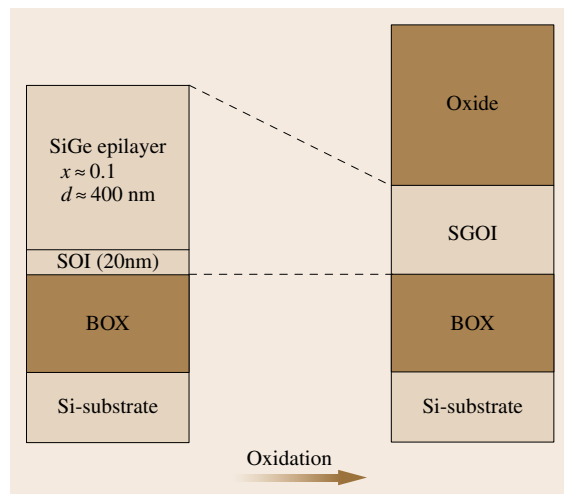 SiGe epilayer
x ≈ 0.1
d ≈ 400 nm
SOI (20nm)
BOX
Si-substrate
Oxide
SGOI
BOX
Si-substrate
Oxidation